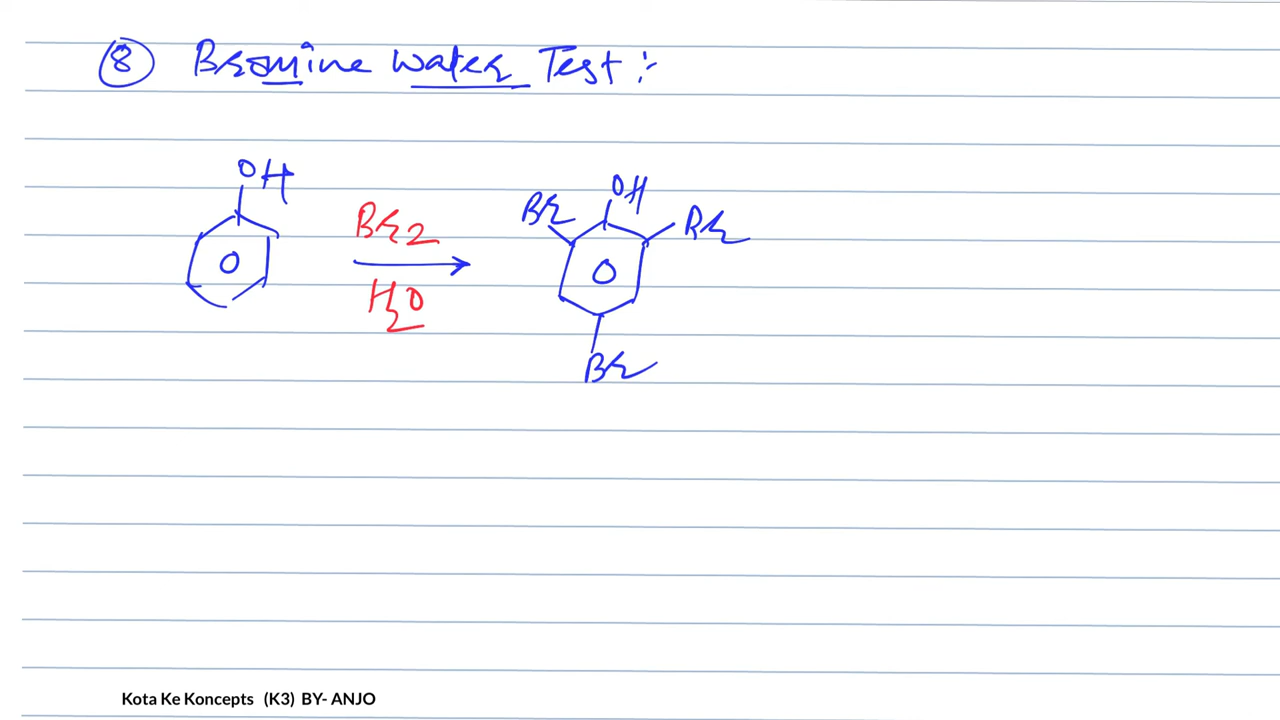 8 Bromine Water Test :-
OH
Br2
H2O
OH
Br
Br
Br
Kota Ke Koncepts (K3) BY- ANJO